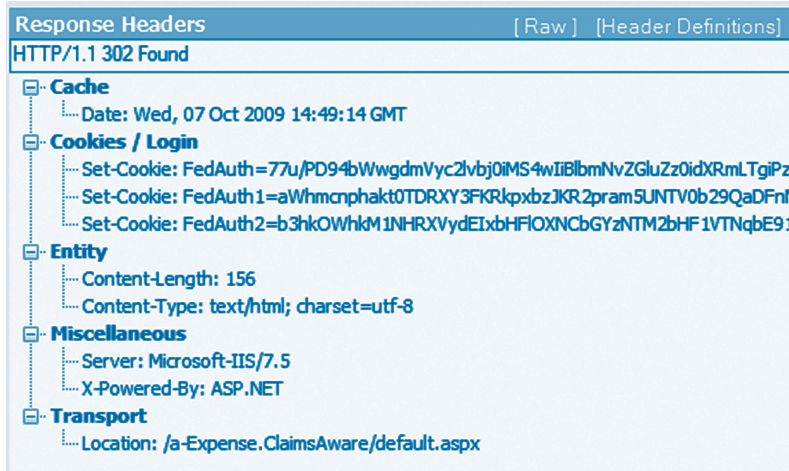 Response Headers [ Raw ] [Header Definitions]
HTTP/1.1 302 Found
Cache
Date: Wed, 07 Oct 2009 14:49:14 GMT
Cookies / Login
Set-Cookie: FedAuth=77u/PD94bWwgdmVyc2lvbj0iMS4wIiBlbmNvZGluZz0idXRmLTgiPz
Set-Cookie: FedAuth1=aWhmcnphakt0TDRXY3FKRkpxbzJKR2pram5UNTV0b29QaDFn
Set-Cookie: FedAuth2=b3hkOWhkM1NHRXVydEIxbHFlOXNCbGYzNTM2bHF1VTNqbE91
Entity
Content-Length: 156
Content-Type: text/html; charset=utf-8
Miscellaneous
Server: Microsoft-IIS/7.5
X-Powered-By: ASP.NET
Transport
Location: /a-Expense.ClaimsAware/default.aspx